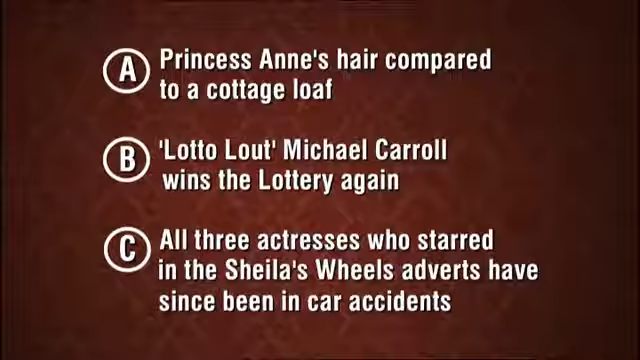 A Princess Anne's hair compared
to a cottage loaf
B 'Lotto Lout' Michael Carroll
wins the Lottery again
C All three actresses who starred
in the Sheila's Wheels adverts have
since been in car accidents